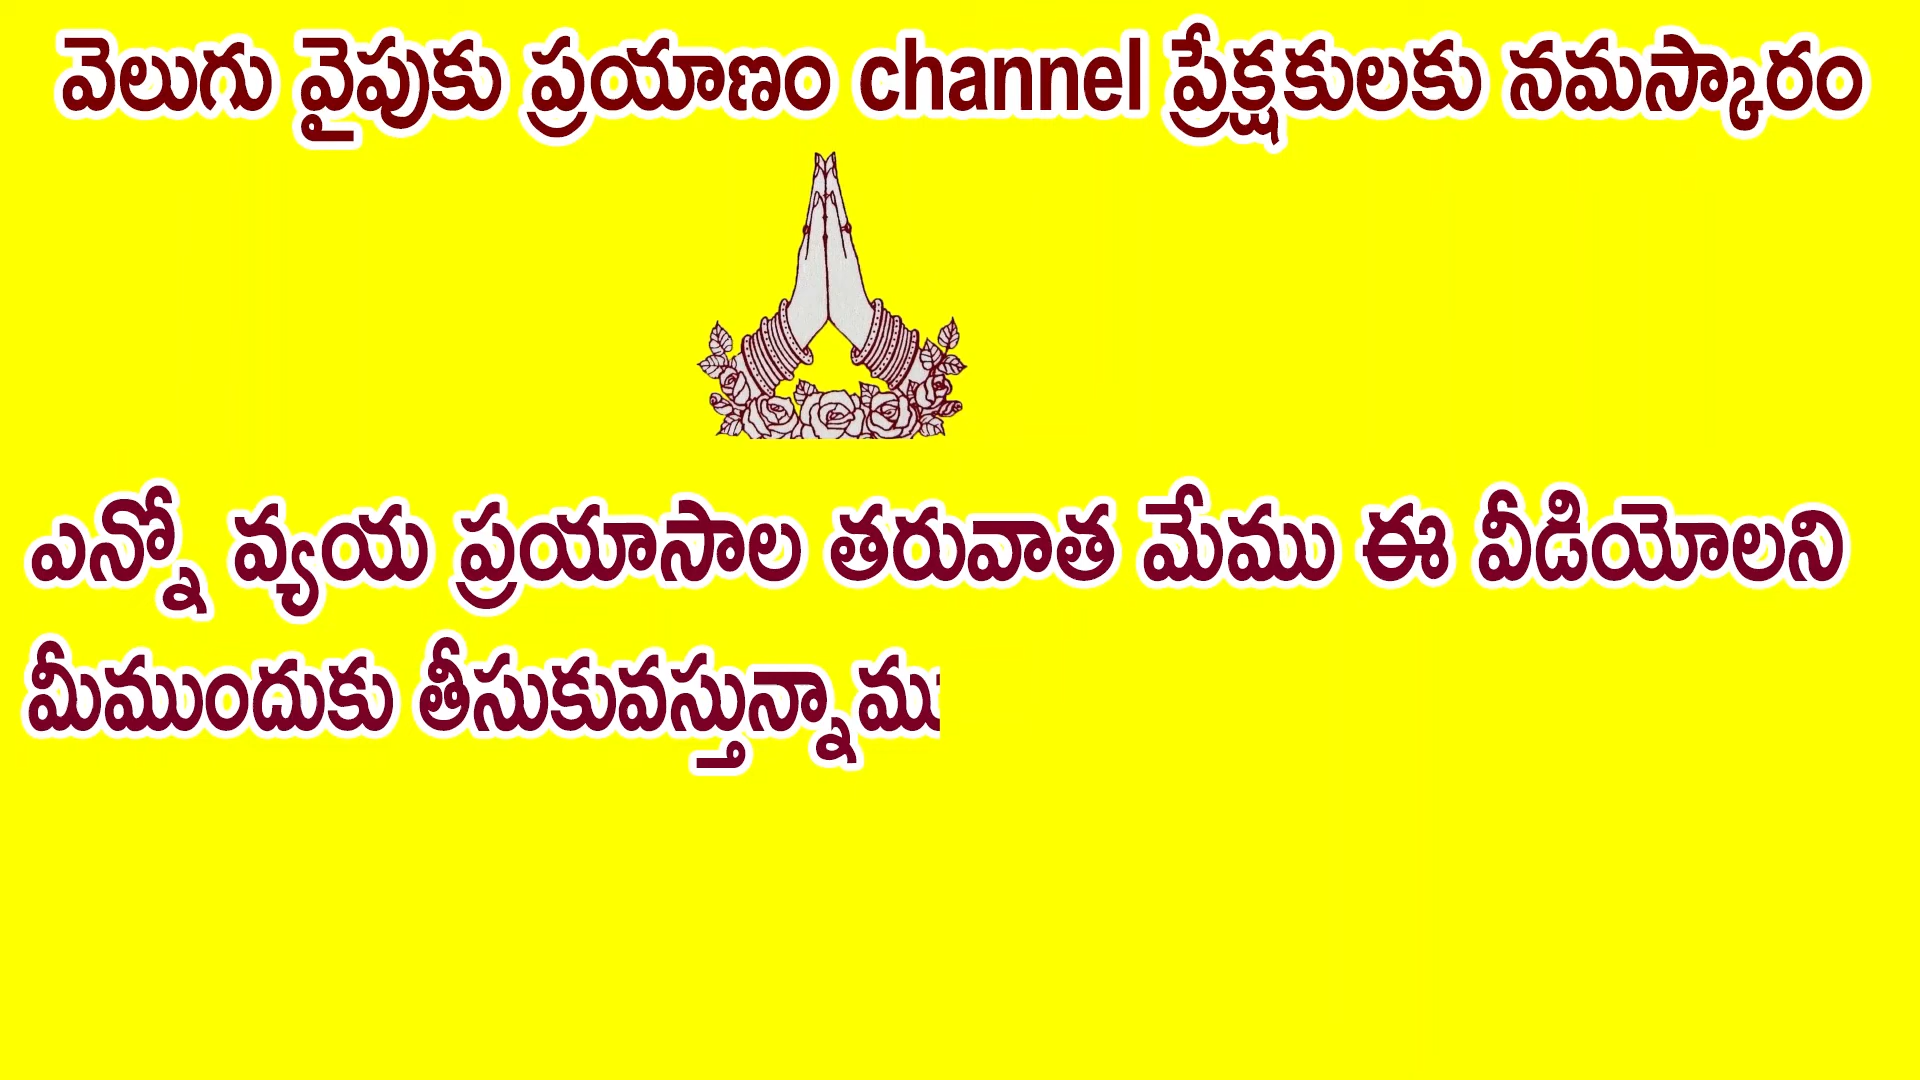 వెలుగు వైపుకు ప్రయాణం channel ప్రేక్షకులకు నమస్కారం
ఎన్నో వ్యయ ప్రయాసాల తరువాత మేము ఈ వీడియోలని
మీముందుకు తీసుకువస్తున్నాము